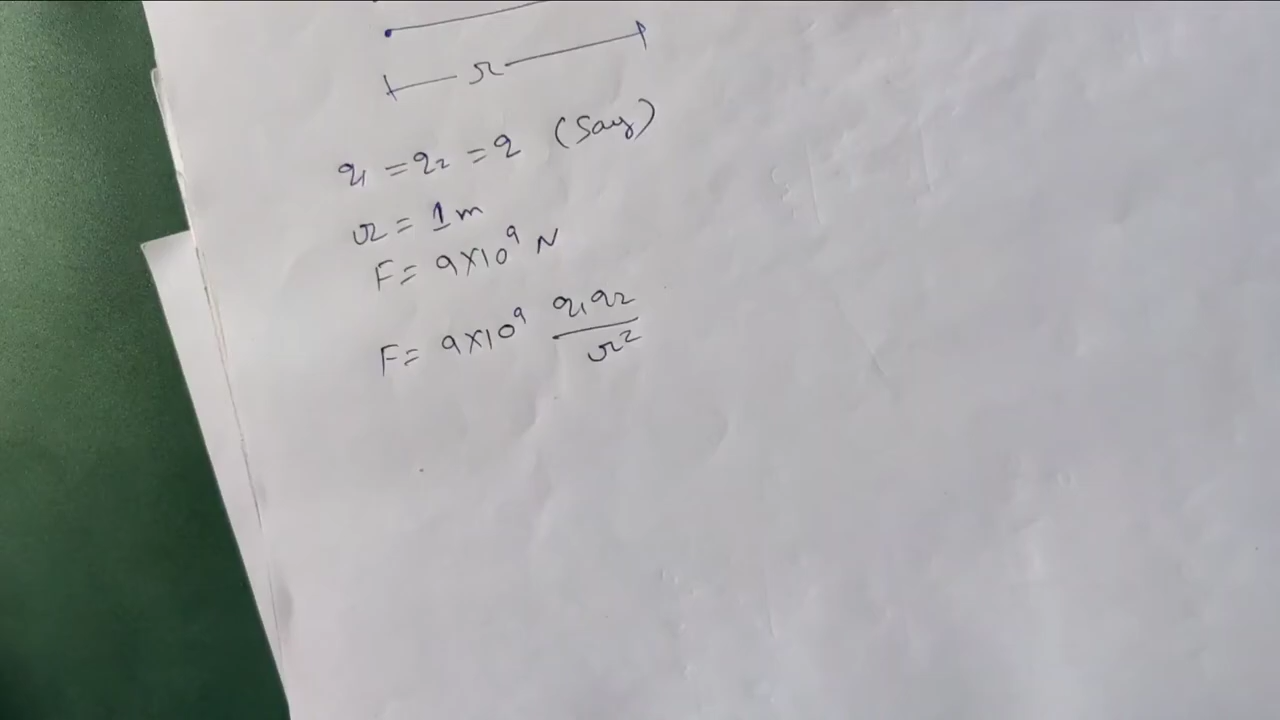 r
q₁ = q₂ = q (Say)
r = 1 m
F = 9×10⁹ N
F = 9×10⁹ q₁q₂/r²